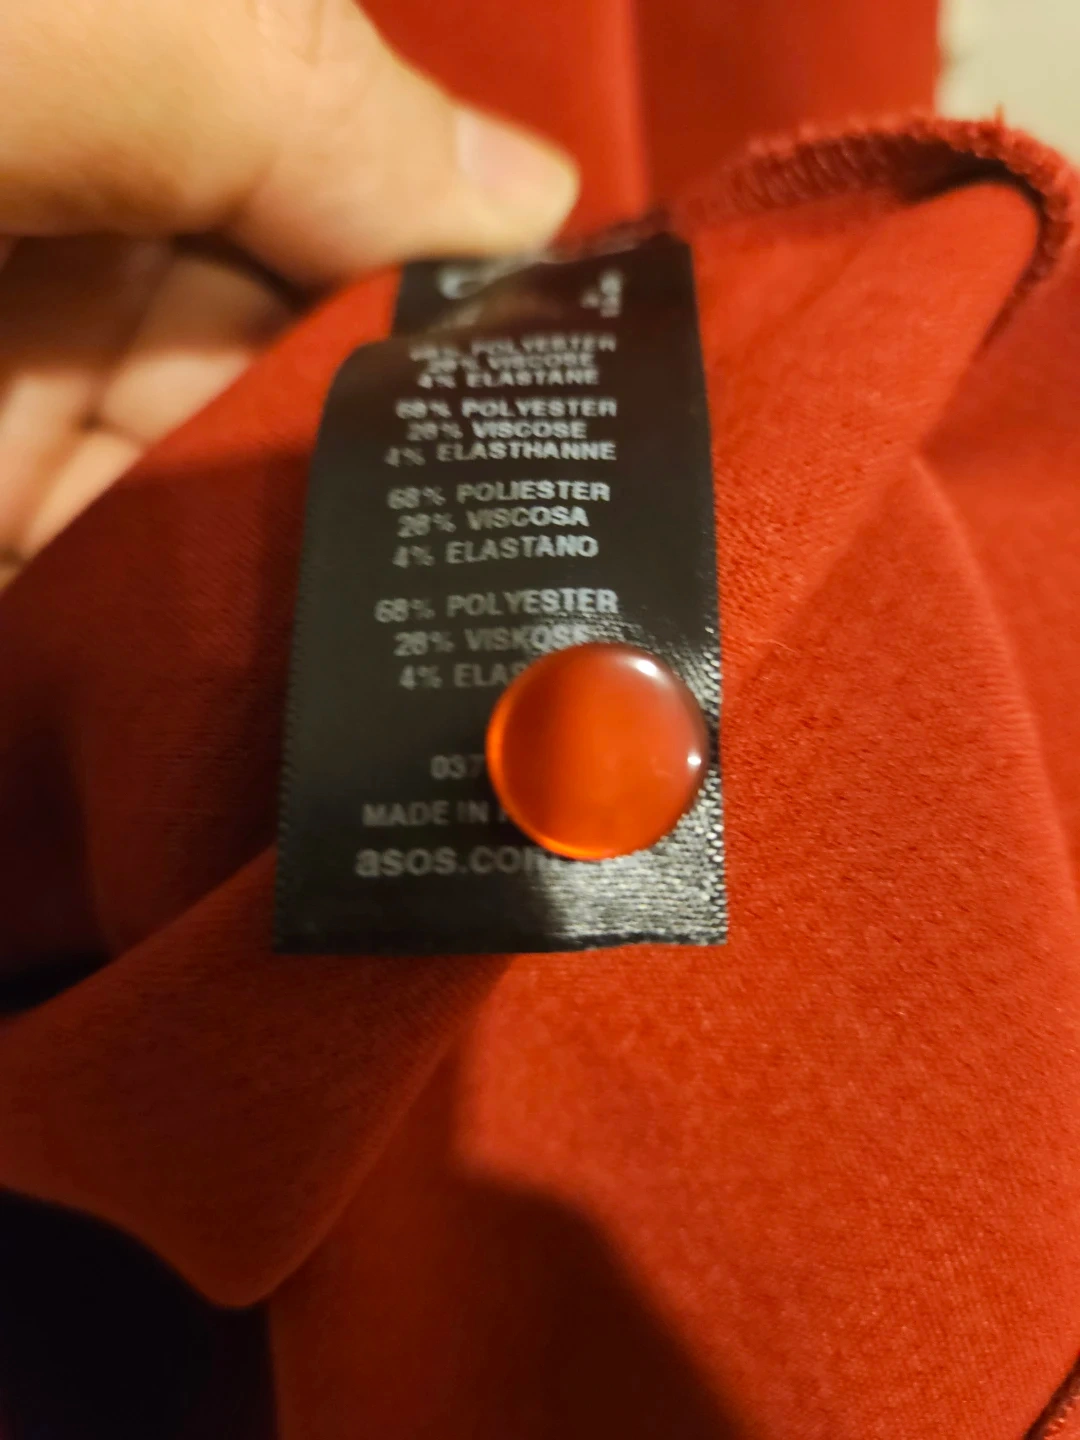 68% POLYESTER
28% VISCOSE
4% ELASTANE
68% POLYESTER
28% VISCOSE
4% ELASTHANNE
68% POLIESTER
28% VISCOSA
4% ELASTANO
68% POLYESTER
28% VISKOSE
4%
MADE IN
asos.com